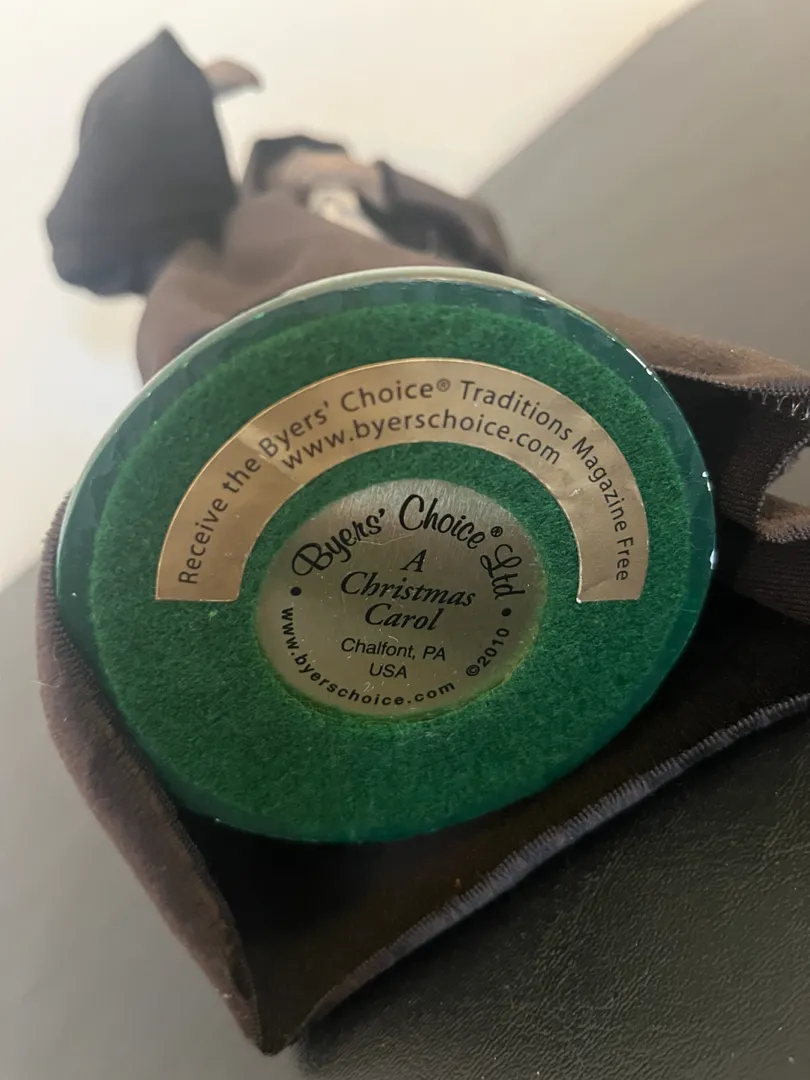 Receive the Byers' Choice® Traditions Magazine Free
www.byerschoice.com
Byers' Choice® Ltd
A
Christmas
Carol
Chalfont, PA
USA
• www.byerschoice.com ©2010 •